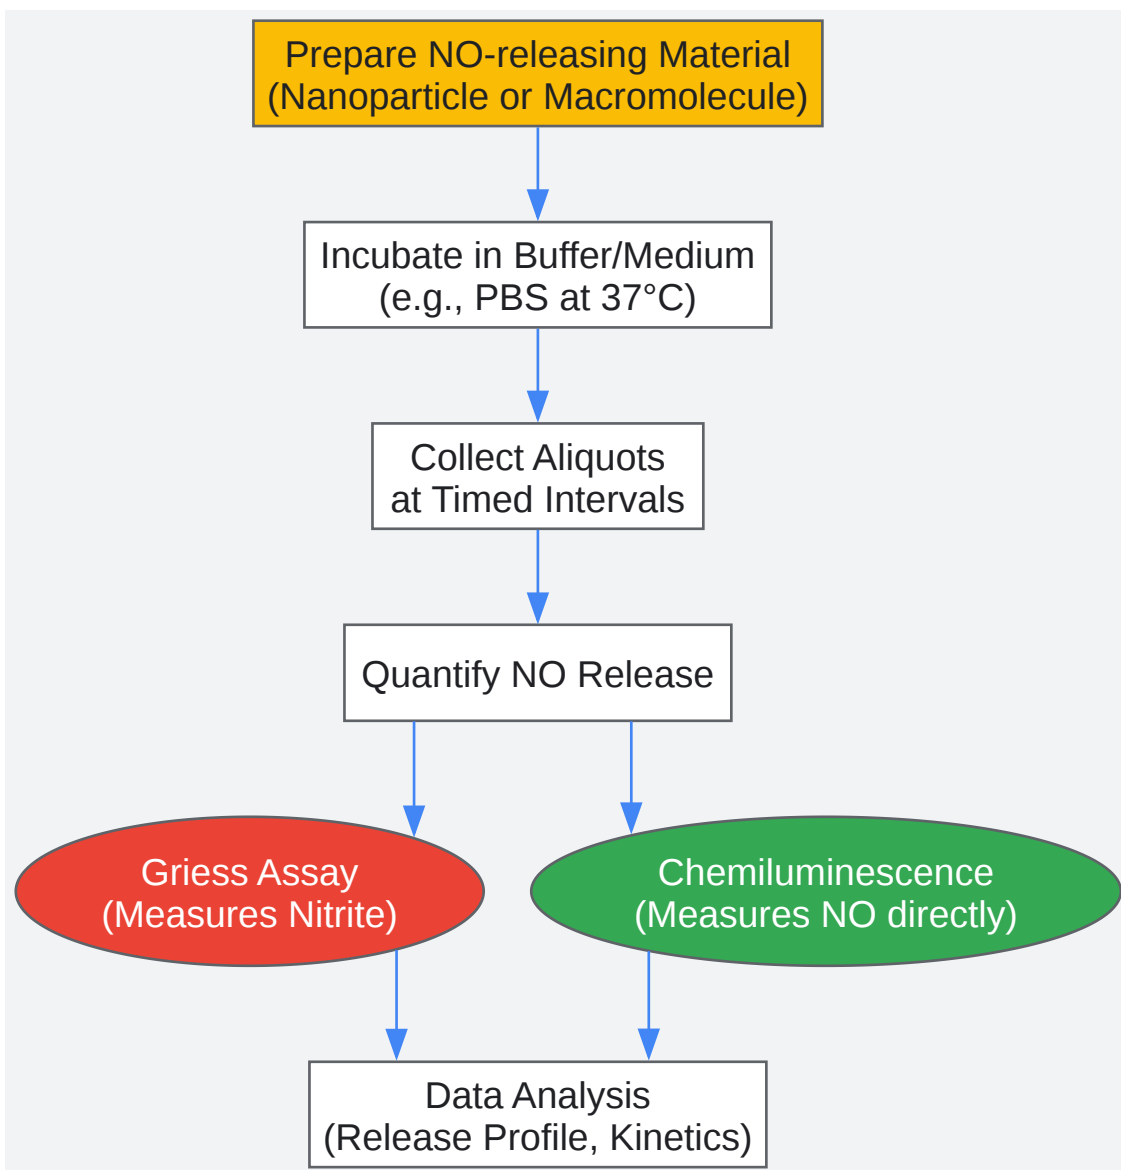 Prepare NO-releasing Material
(Nanoparticle or Macromolecule)
Incubate in Buffer/Medium
(e.g., PBS at 37°C)
Collect Aliquots
at Timed Intervals
Quantify NO Release
Griess Assay
(Measures Nitrite)
Chemiluminescence
(Measures NO directly)
Data Analysis
(Release Profile, Kinetics)